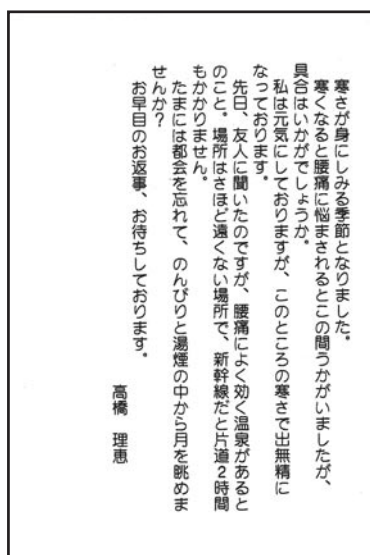 寒さが身にしみる季節となりました。
寒くなると腰痛に悩まされるとこの間うかがいましたが、
具合はいかがでしょうか。
私は元気にしておりますが、このところの寒さで出無精に
なっております。
先日、友人に聞いたのですが、腰痛によく効く温泉があると
のこと。場所はさほど遠くない場所で、新幹線だと片道2時間
もかかりません。
たまには都会を忘れて、のんびりと湯煙の中から月を眺めま
せんか？
お早目のお返事、お待ちしております。
高橋　理恵